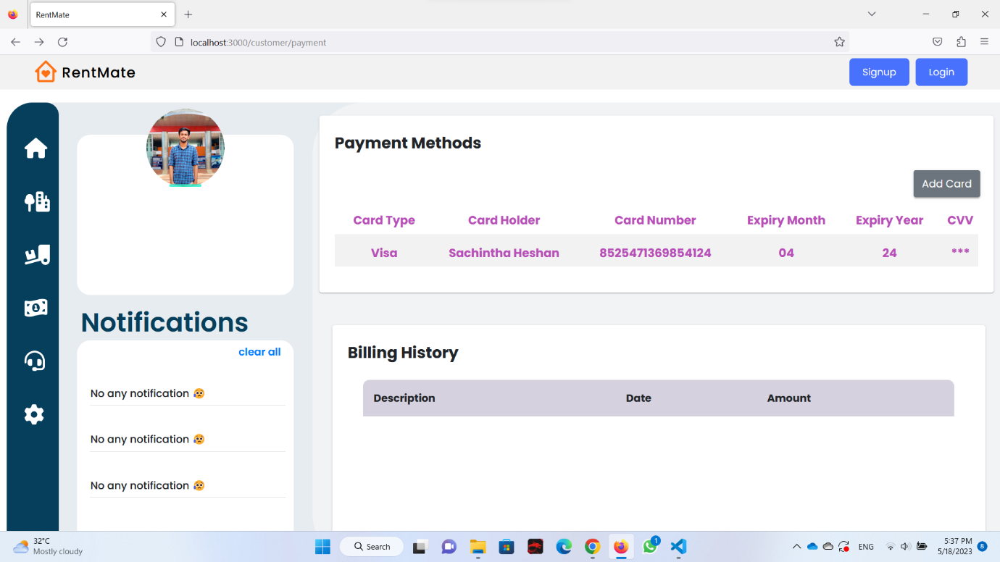 RentMate
localhost:3000/customer/payment
RentMate
Signup
Login
Payment Methods
Add Card
Card Type Card Holder Card Number Expiry Month Expiry Year CVV
Visa Sachintha Heshan 8525471369854124 04 24 ***
Notifications
clear all
No any notification 😥
No any notification 😥
No any notification 😥
Billing History
Description Date Amount
32°C
Mostly cloudy
Search
1
ENG
5:37 PM
5/18/2023
8